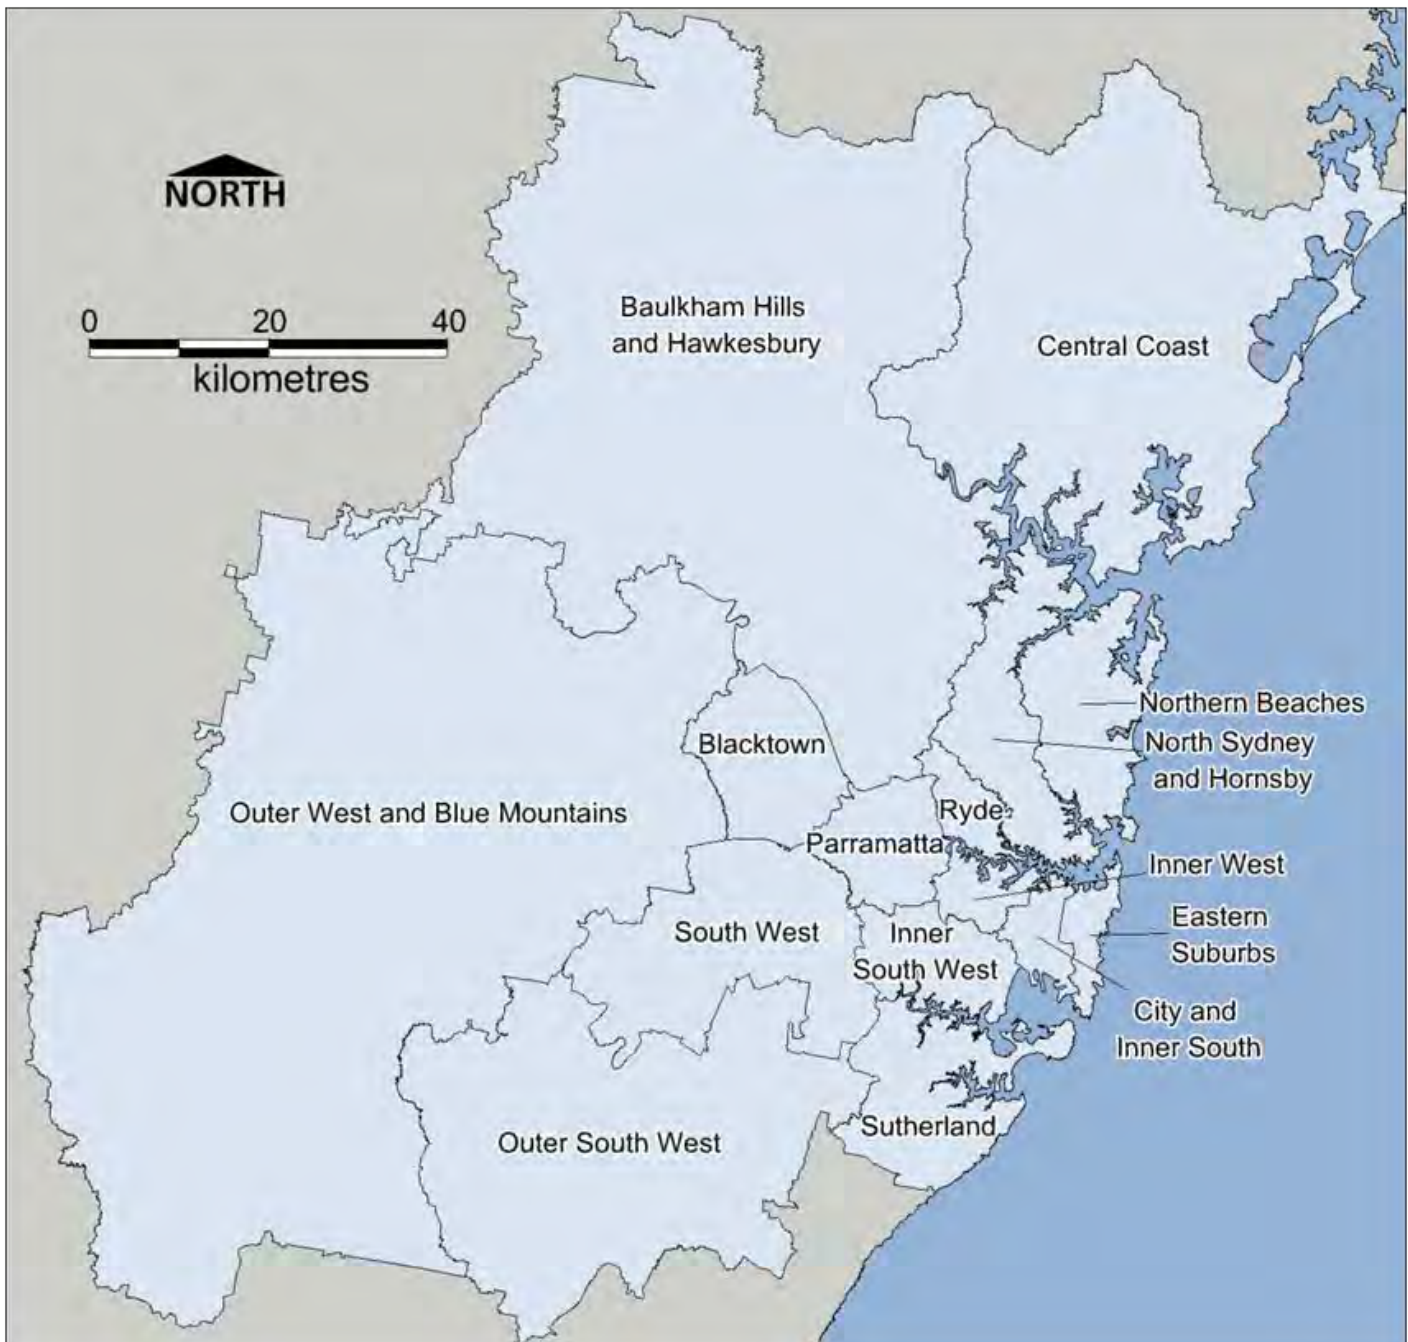 NORTH
0 20 40
kilometres
Baulkham Hills
and Hawkesbury
Central Coast
Northern Beaches
North Sydney
and Hornsby
Blacktown
Outer West and Blue Mountains
Ryde
Parramatta
Inner West
South West
Inner
South West
Eastern
Suburbs
City and
Inner South
Outer South West
Sutherland